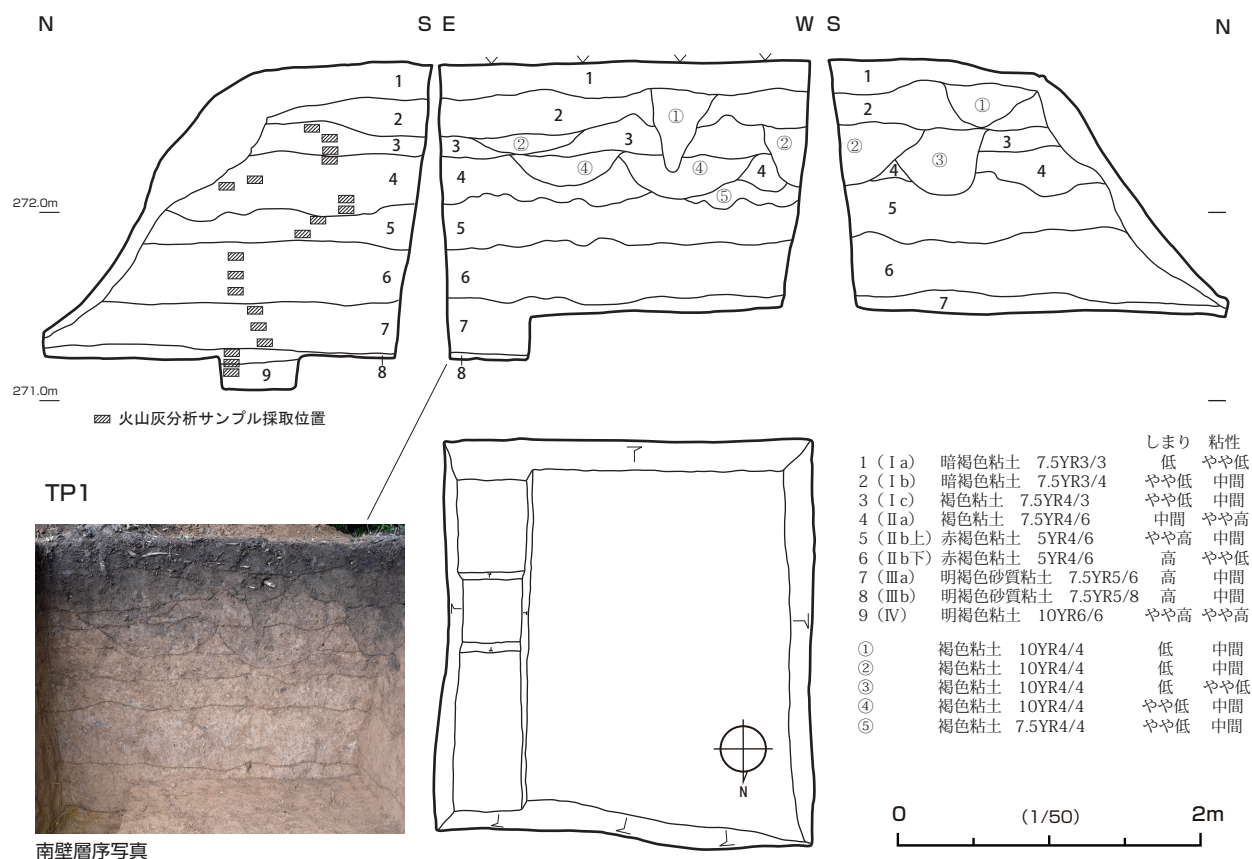 N
S E
W S
N
1
2
3
4
5
6
7
8
9
1
2
3
3
4
4
5
6
7
8
①
②
②
④
④
⑤
1
2
3
4
4
5
6
7
①
②
③
272.0m
271.0m
火山灰分析サンプル採取位置
TP1
南壁層序写真
N
しまり 粘性
1（Ⅰa） 暗褐色粘土 7.5YR3/3 低 やや低
2（Ⅰb） 暗褐色粘土 7.5YR3/4 やや低 中間
3（Ⅰc） 褐色粘土 7.5YR4/3 やや低 中間
4（Ⅱa） 褐色粘土 7.5YR4/6 中間 やや高
5（Ⅱb上）赤褐色粘土 5YR4/6 やや高 中間
6（Ⅱb下）赤褐色粘土 5YR4/6 高 やや低
7（Ⅲa） 明褐色砂質粘土 7.5YR5/6 高 中間
8（Ⅲb） 明褐色砂質粘土 7.5YR5/8 高 中間
9（Ⅳ） 明褐色粘土 10YR6/6 やや高 やや高
① 褐色粘土 10YR4/4 低 中間
② 褐色粘土 10YR4/4 低 中間
③ 褐色粘土 10YR4/4 低 やや低
④ 褐色粘土 10YR4/4 やや低 中間
⑤ 褐色粘土 7.5YR4/4 やや低 中間
0 (1/50) 2m